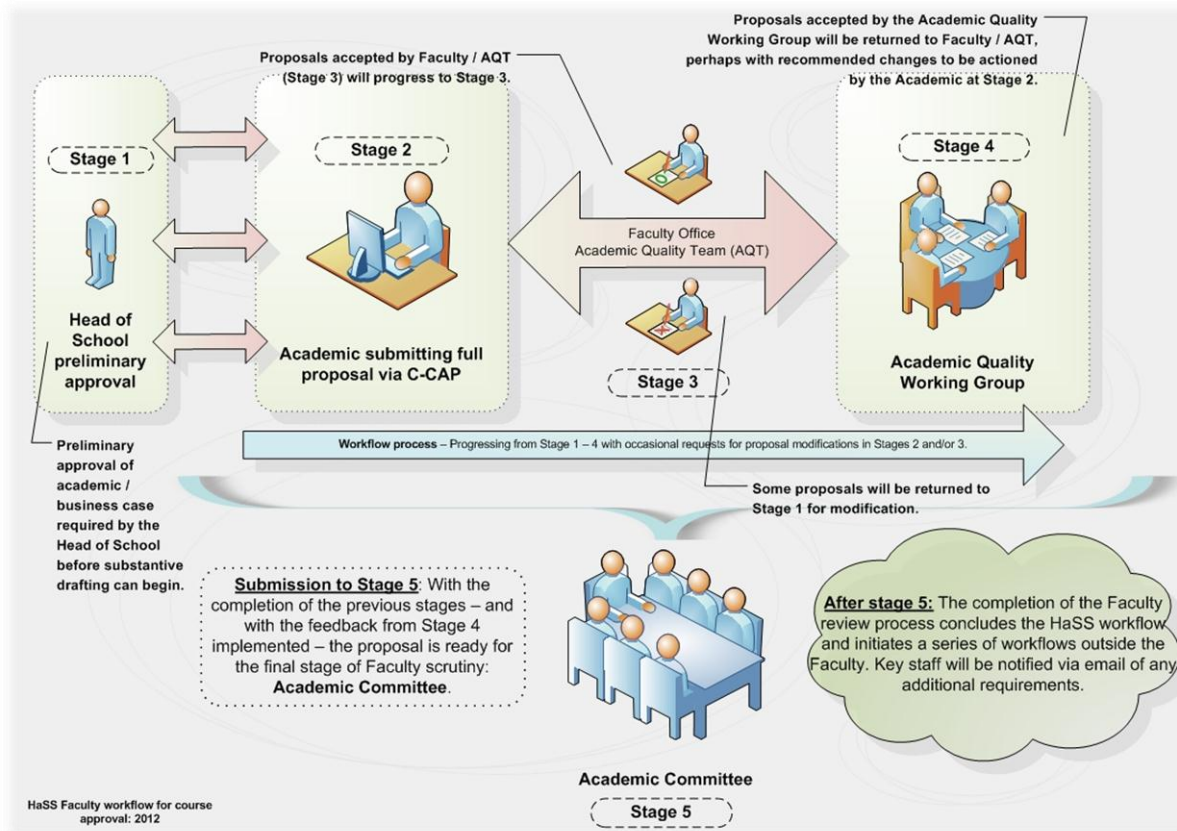 Proposals accepted by the Academic Quality
Working Group will be returned to Faculty / AQT,
perhaps with recommended changes to be actioned
by the Academic at Stage 2.
Proposals accepted by Faculty / AQT
(Stage 3) will progress to Stage 3.
Stage 1
Head of
School
preliminary
approval
Stage 2
Academic submitting full
proposal via C-CAP
Faculty Office
Academic Quality Team (AQT)
Stage 3
Stage 4
Academic Quality
Working Group
Workflow process – Progressing from Stage 1 – 4 with occasional requests for proposal modifications in Stages 2 and/or 3.
Preliminary
approval of
academic /
business case
required by the
Head of School
before substantive
drafting can begin.
Some proposals will be returned to
Stage 1 for modification.
Submission to Stage 5: With the
completion of the previous stages – and
with the feedback from Stage 4
implemented – the proposal is ready for
the final stage of Faculty scrutiny:
Academic Committee.
After stage 5: The completion of the Faculty
review process concludes the HaSS workflow
and initiates a series of workflows outside the
Faculty. Key staff will be notified via email of any
additional requirements.
Academic Committee
Stage 5
HaSS Faculty workflow for course
approval: 2012